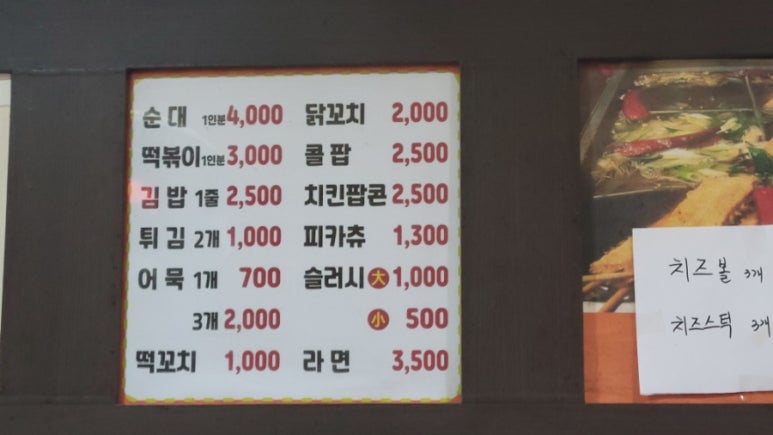 순대 1인분 4,000
떡볶이 1인분 3,000
김밥 1줄 2,500
튀김 2개 1,000
어묵 1개 700
3개 2,000
떡꼬치 1,000
닭꼬치 2,000
콜팝 2,500
치킨팝콘 2,500
피카츄 1,300
슬러시 大 1,000
小 500
라면 3,500
치즈볼 3개
치즈스틱 3개